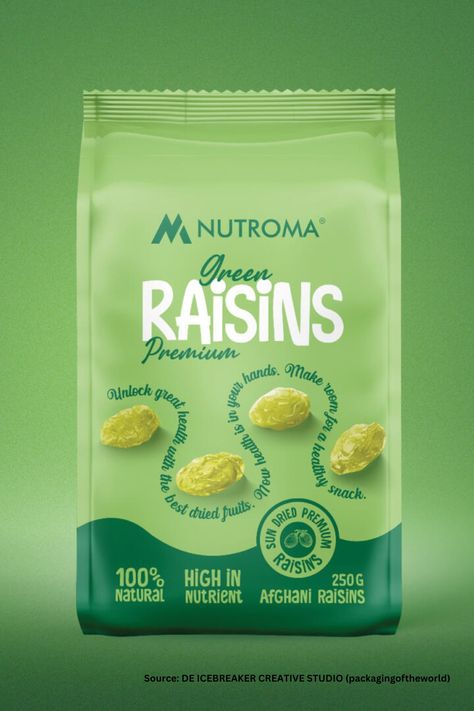 NUTROMA®
green
RAISINS
Premium
Unlock great health with the best dried fruits. Now health is in your hands. Make room for a healthy snack.
SUN DRIED PREMIUM
RAISINS
100%
NATURAL
HIGH IN
NUTRIENT
250G
AFGHANI RAISINS
Source: DE ICEBREAKER CREATIVE STUDIO (packagingoftheworld)